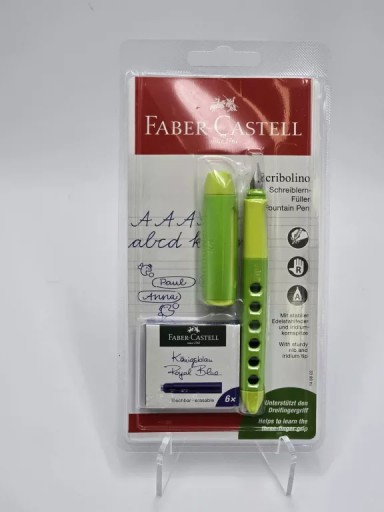 FABER-CASTELL
cribolino
Schreiblern-
Füller
ountain Pen
A A A
abcd k
R
A
Paul
Anna
Mit stabiler
Edelstahlfeder
und Iridium-
kornspitze
With sturdy
nib and
iridium tip
FABER-CASTELL
Königsblau
Royal Blue
löschbar · erasable
6x
Unterstützt den
Dreifingergriff
Helps to learn the
three-finger grip